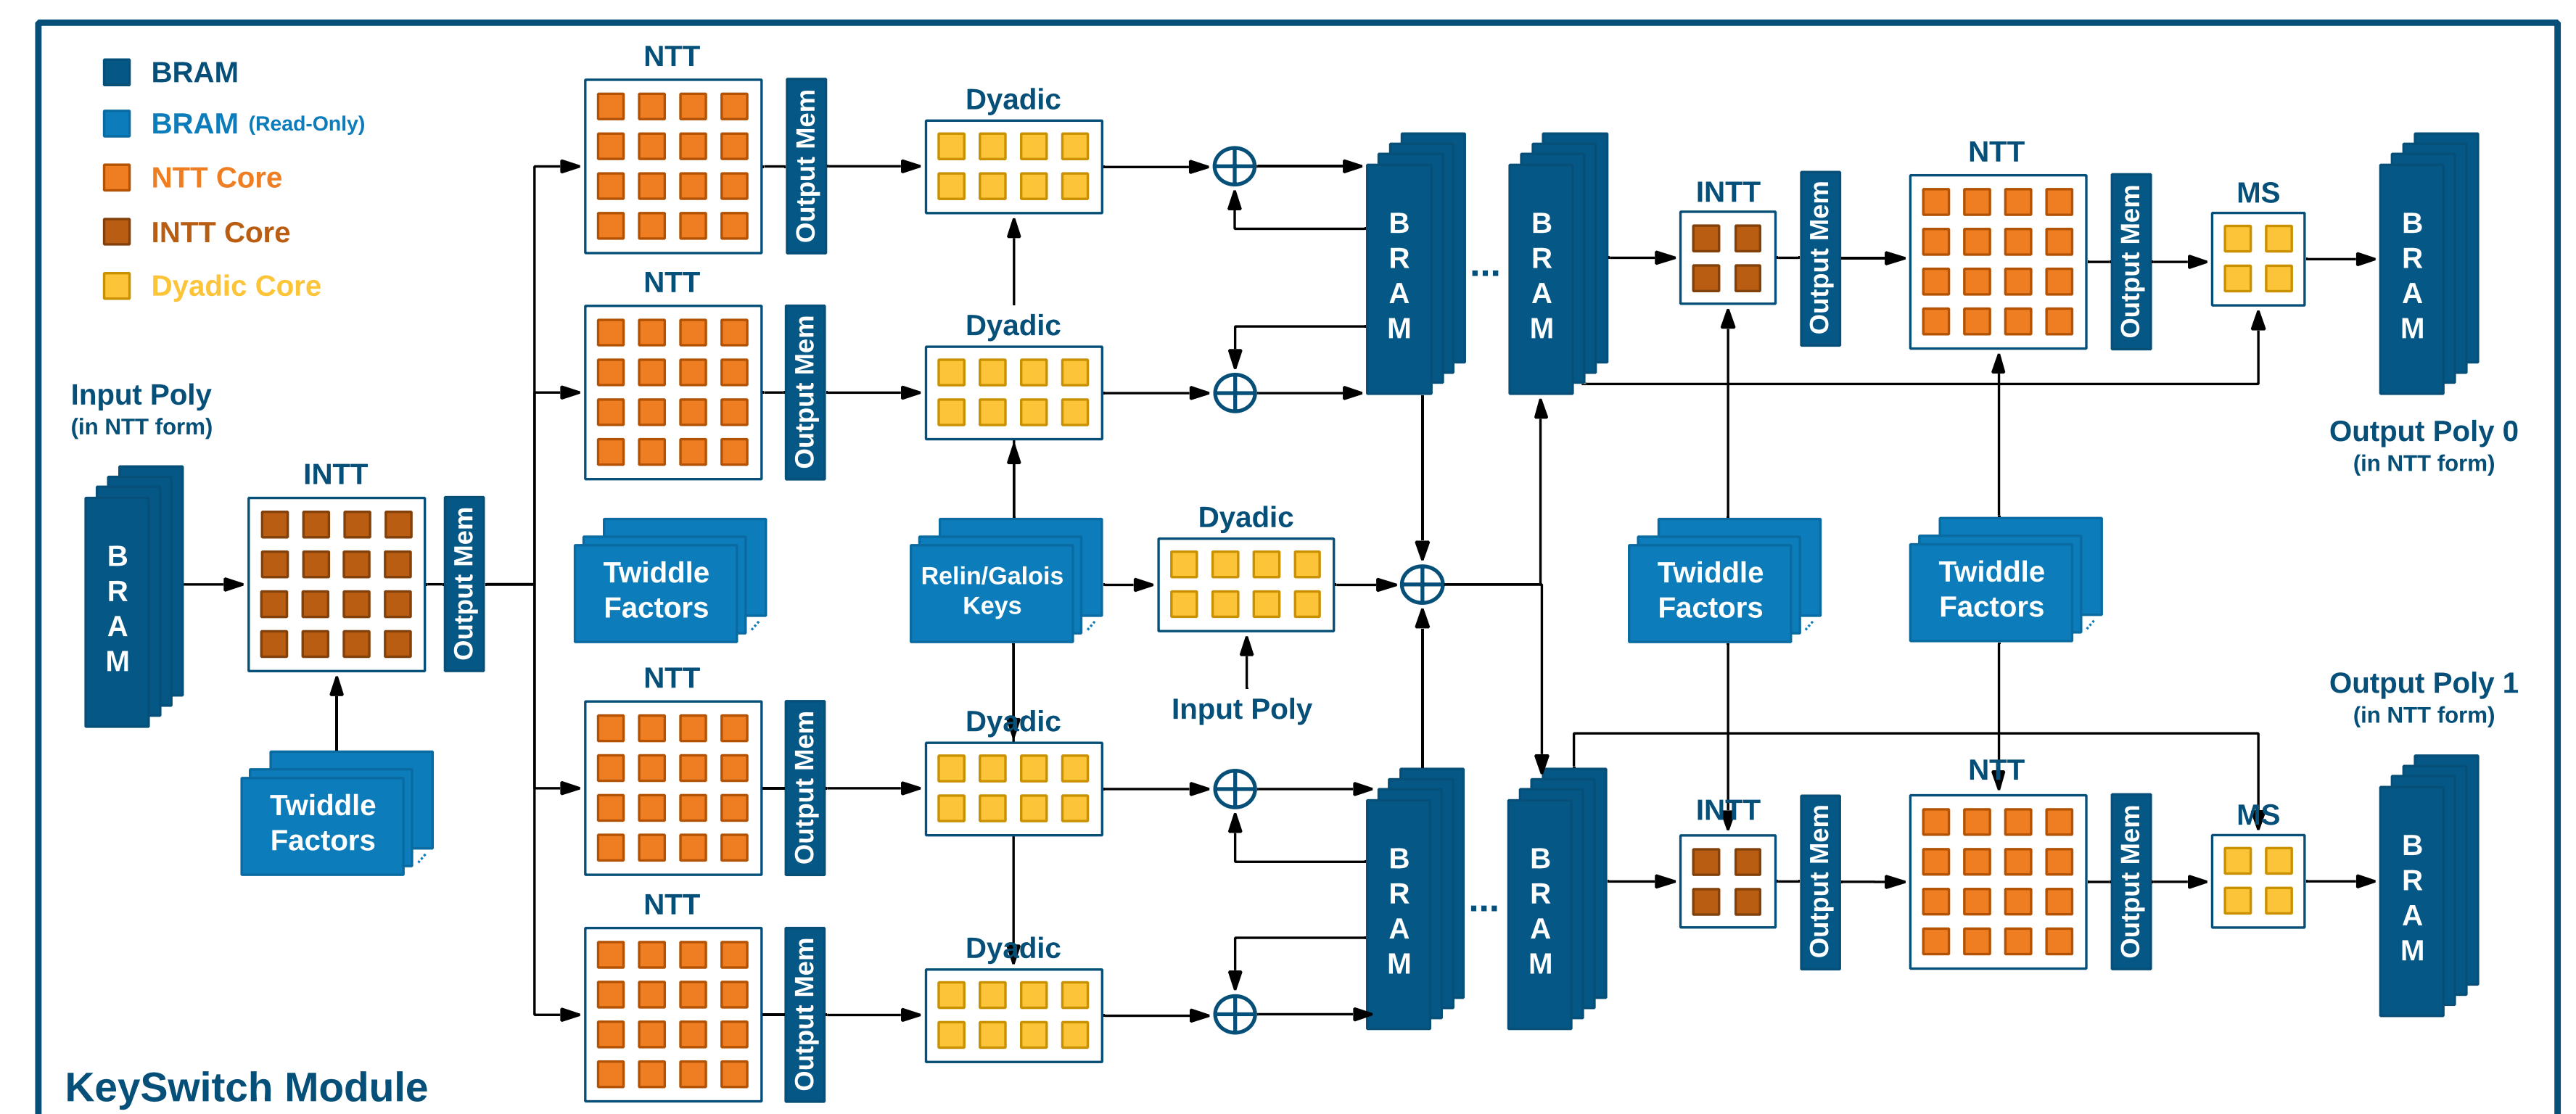 BRAM
BRAM (Read-Only)
NTT Core
INTT Core
Dyadic Core
Input Poly
(in NTT form)
BRAM
INTT
Output Mem
Twiddle
Factors
NTT
Output Mem
NTT
Output Mem
Twiddle
Factors
NTT
Output Mem
NTT
Output Mem
Dyadic
Dyadic
Relin/Galois
Keys
Dyadic
Input Poly
Dyadic
Dyadic
BRAM
...
BRAM
BRAM
...
BRAM
INTT
Output Mem
NTT
Output Mem
MS
BRAM
Output Poly 0
(in NTT form)
Twiddle
Factors
Twiddle
Factors
Output Poly 1
(in NTT form)
INTT
Output Mem
NTT
Output Mem
MS
BRAM
KeySwitch Module